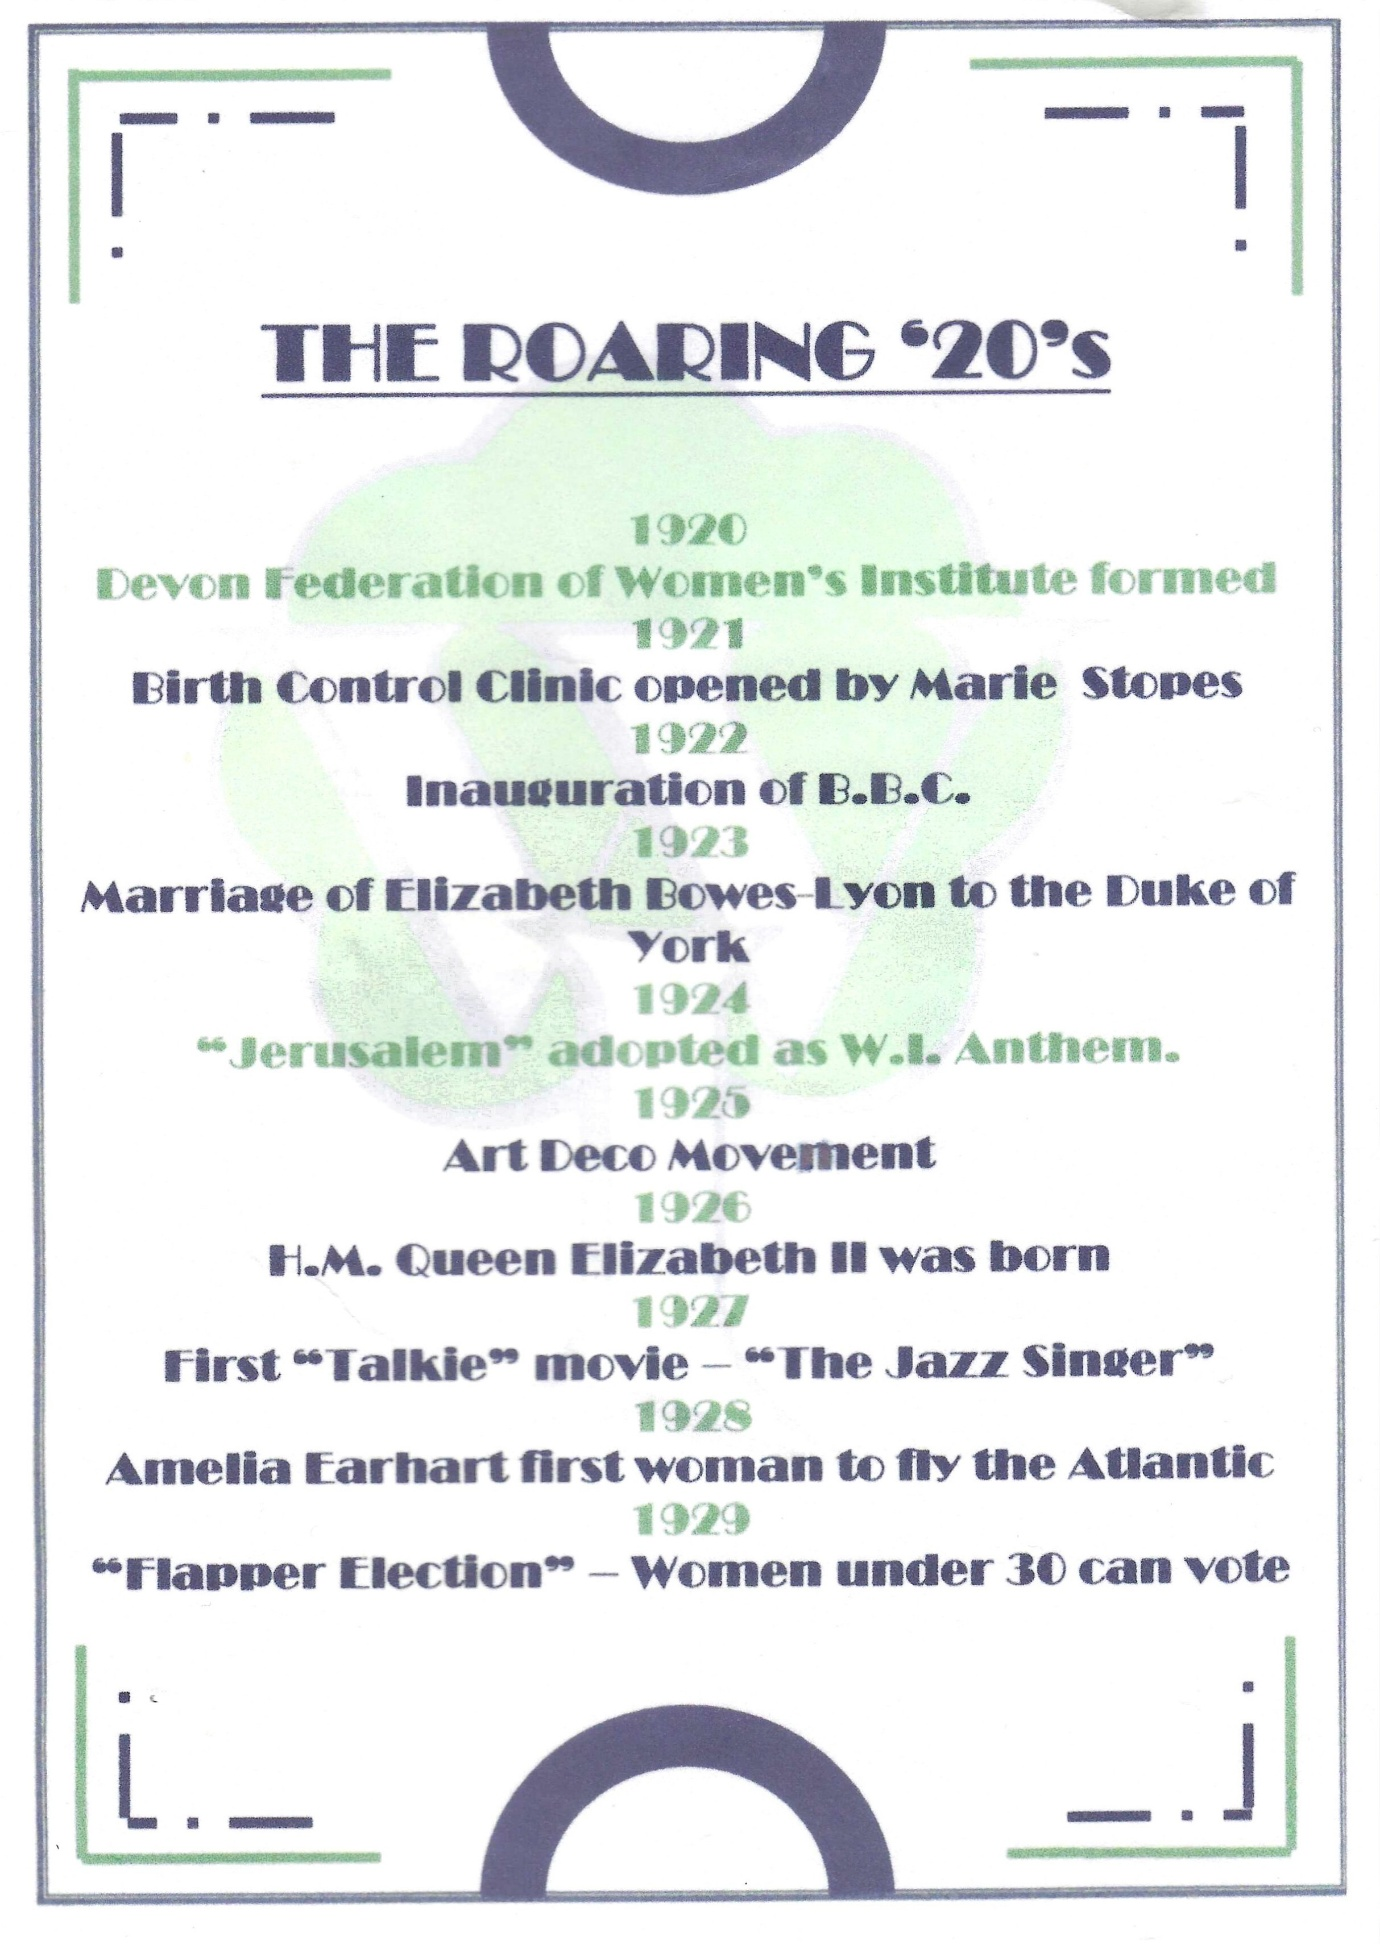 THE ROARING ‘20’s
1920
Devon Federation of Women’s Institute formed
1921
Birth Control Clinic opened by Marie Stopes
1922
Inauguration of B.B.C.
1923
Marriage of Elizabeth Bowes-Lyon to the Duke of
York
1924
“Jerusalem” adopted as W.I. Anthem.
1925
Art Deco Movement
1926
H.M. Queen Elizabeth II was born
1927
First “Talkie” movie – “The Jazz Singer”
1928
Amelia Earhart first woman to fly the Atlantic
1929
“Flapper Election” – Women under 30 can vote